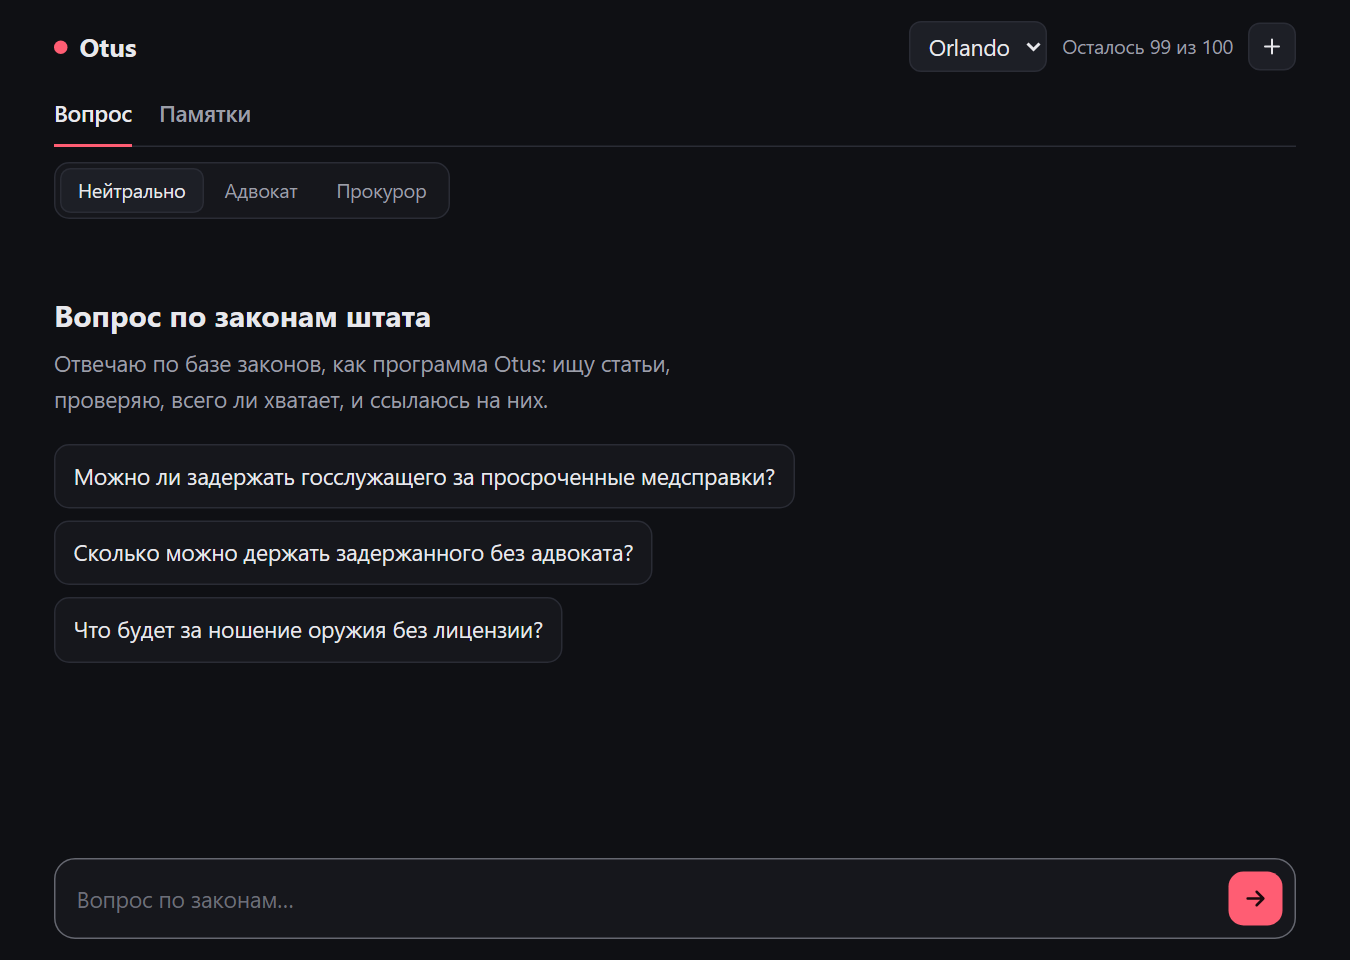 Otus
Orlando
Осталось 99 из 100
Вопрос
Памятки
Нейтрально
Адвокат
Прокурор
Вопрос по законам штата
Отвечаю по базе законов, как программа Otus: ищу статьи,
проверяю, всего ли хватает, и ссылаюсь на них.
Можно ли задержать госслужащего за просроченные медсправки?
Сколько можно держать задержанного без адвоката?
Что будет за ношение оружия без лицензии?
Вопрос по законам...